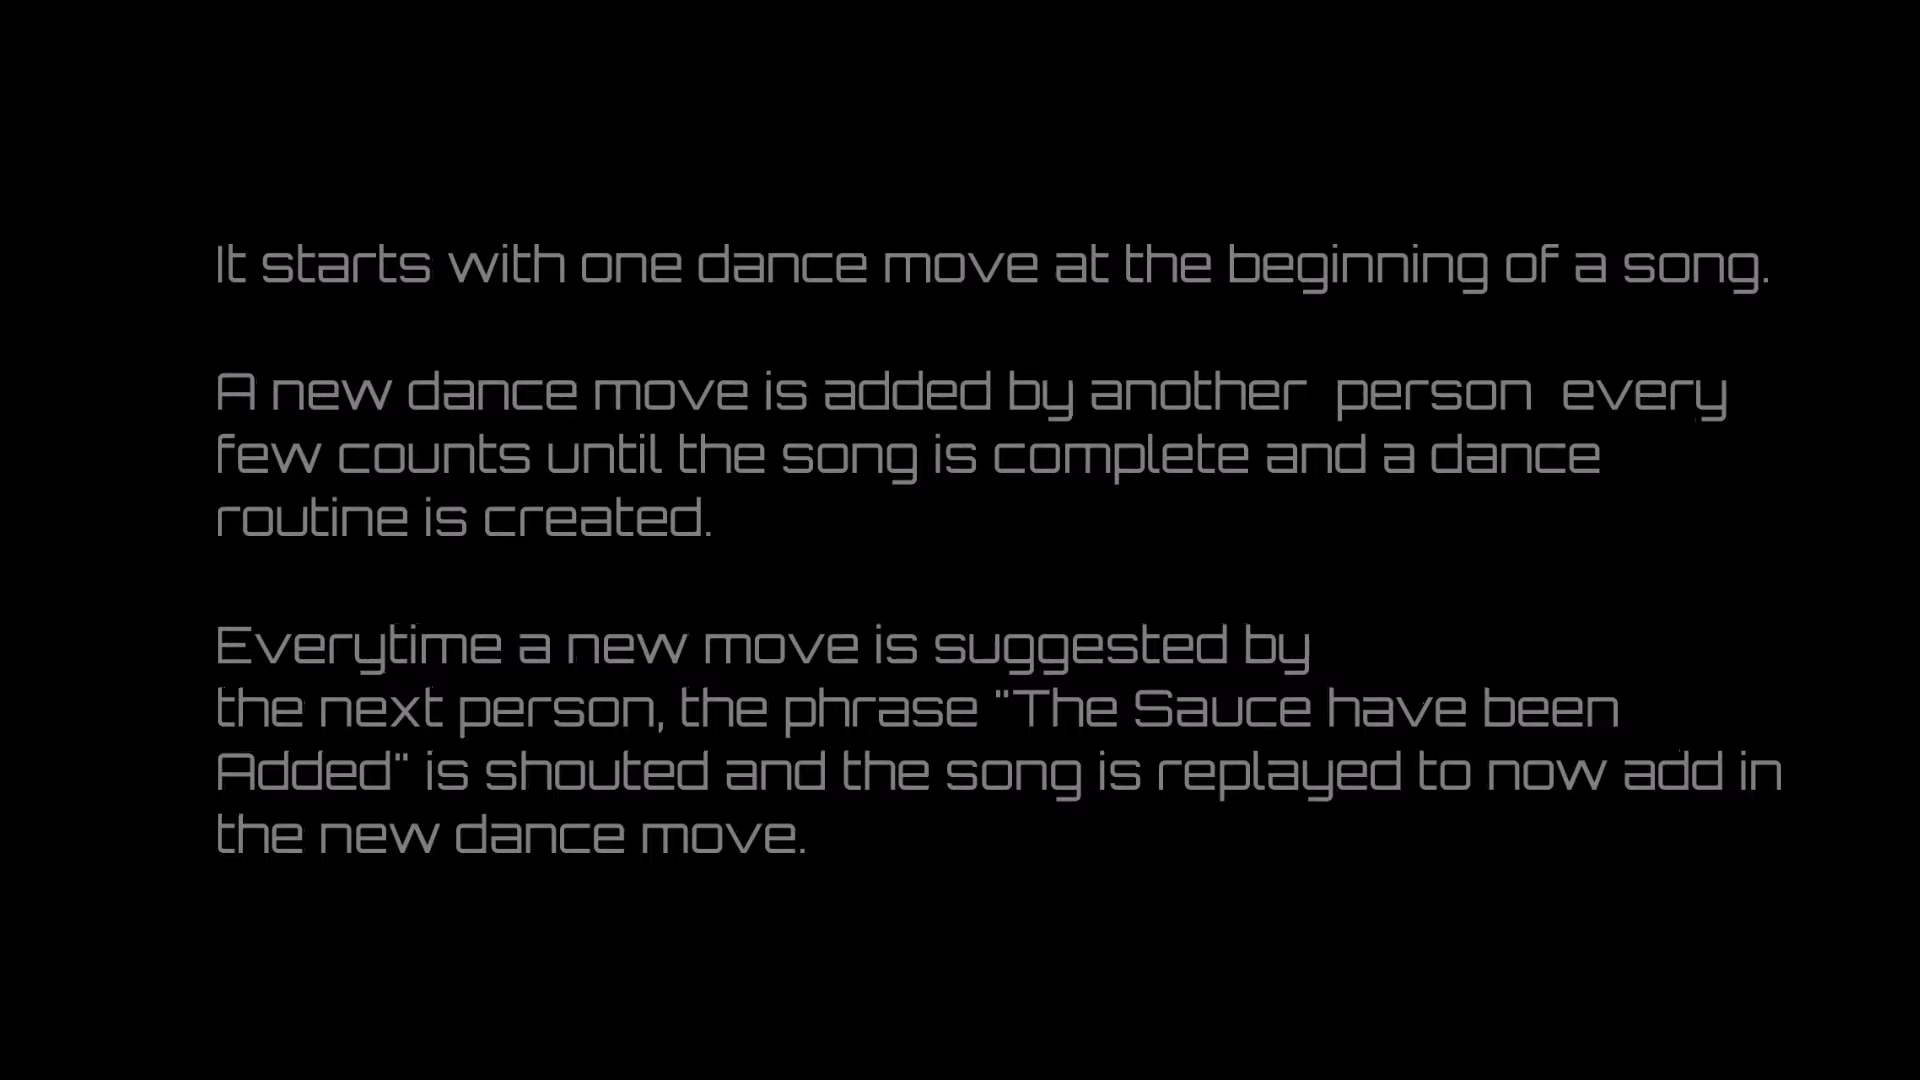 It starts with one dance move at the beginning of a song.
A new dance move is added by another person every
few counts until the song is complete and a dance
routine is created.
Everytime a new move is suggested by
the next person, the phrase "The Sauce have been
Added" is shouted and the song is replayed to now add in
the new dance move.